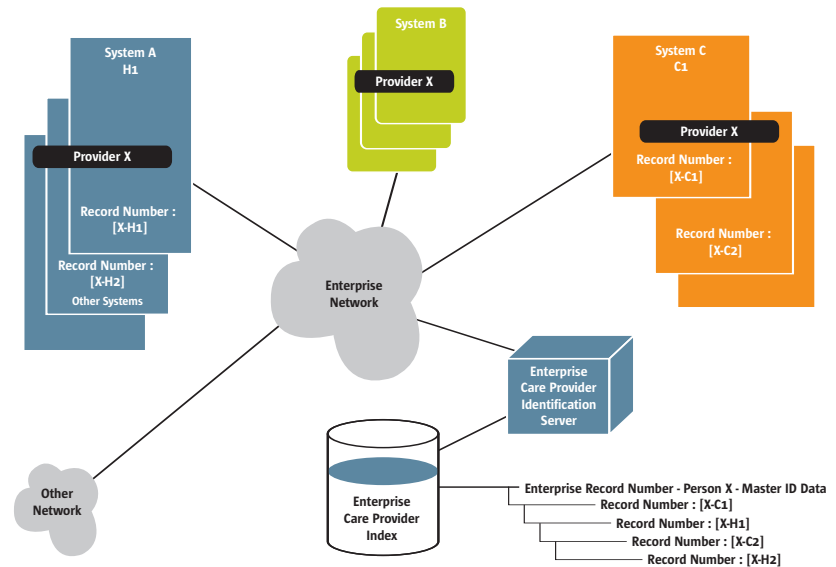 System A
H1
Provider X
Record Number :
[X-H1]
Record Number :
[X-H2]
Other Systems
System B
Provider X
System C
C1
Provider X
Record Number :
[X-C1]
Record Number :
[X-C2]
Enterprise
Network
Enterprise
Care Provider
Identification
Server
Other
Network
Enterprise
Care Provider
Index
Enterprise Record Number - Person X - Master ID Data
Record Number : [X-C1]
Record Number : [X-H1]
Record Number : [X-C2]
Record Number : [X-H2]